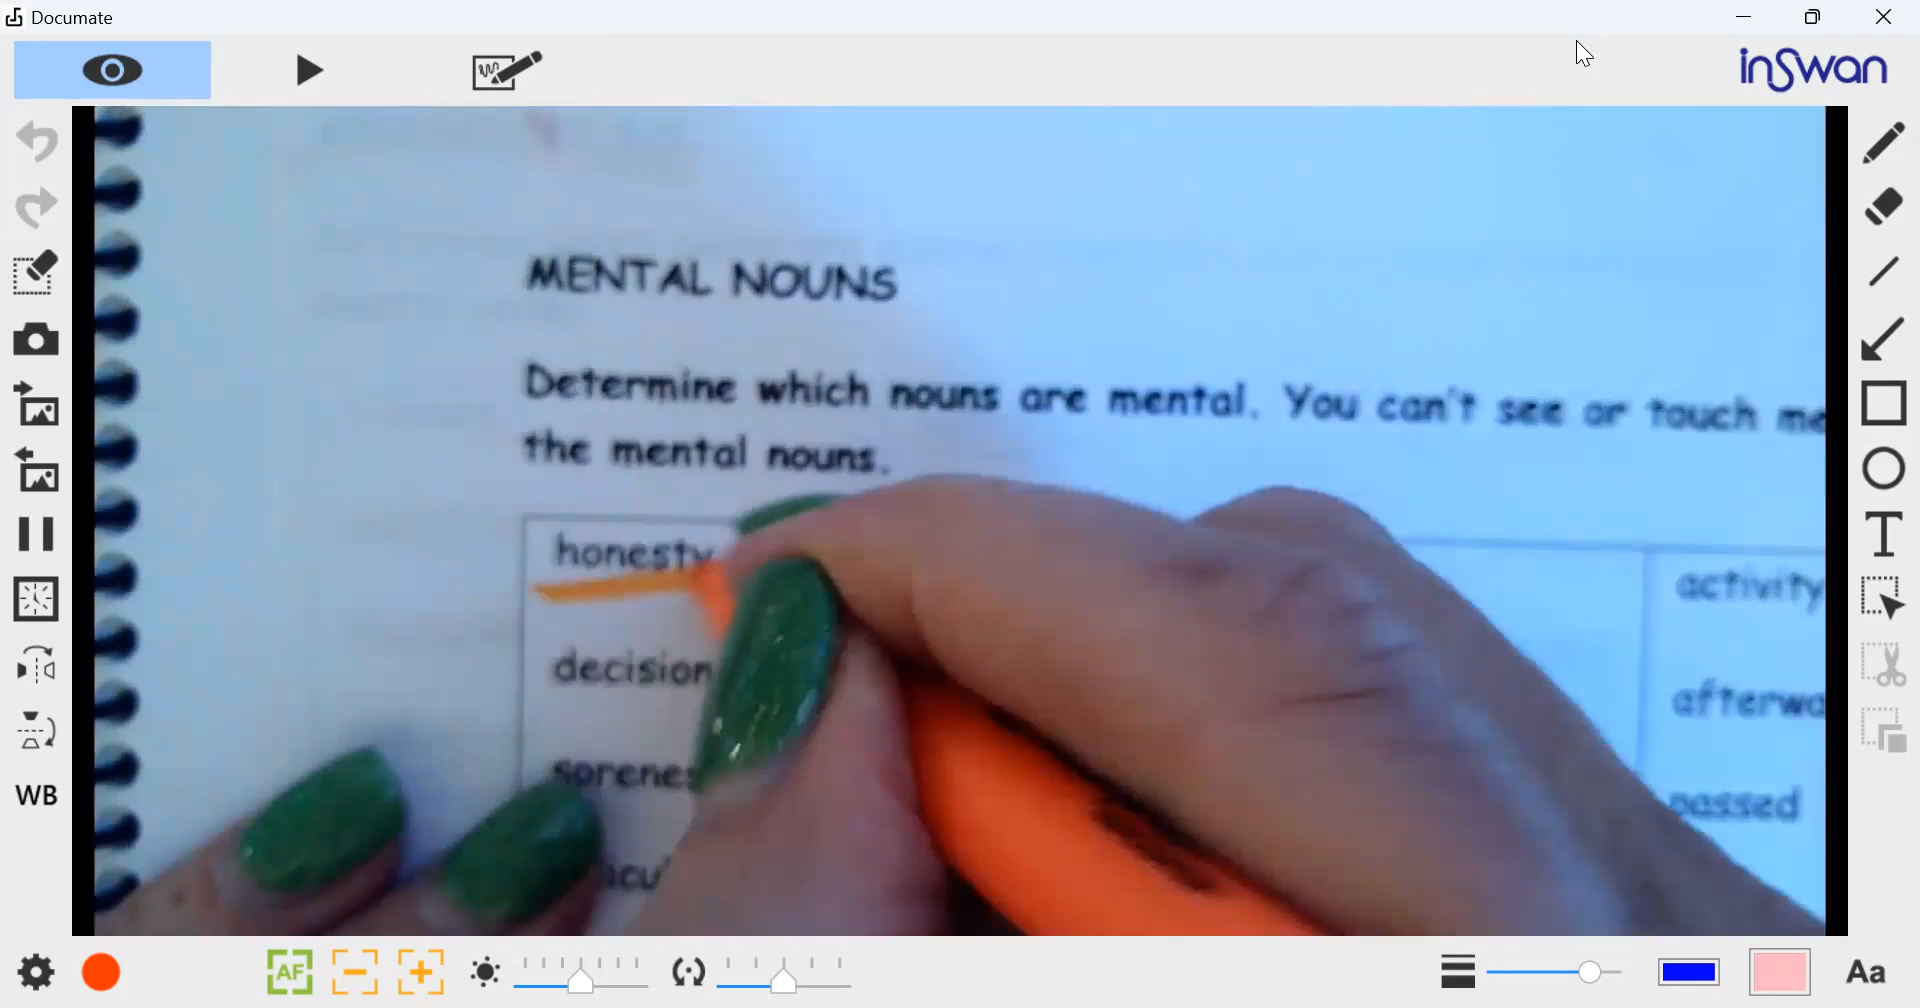 Documate
inSwan
MENTAL NOUNS
Determine which nouns are mental. You can't see or touch
the mental nouns.
honesty
activity
decision
passed
WB
AF
Aa